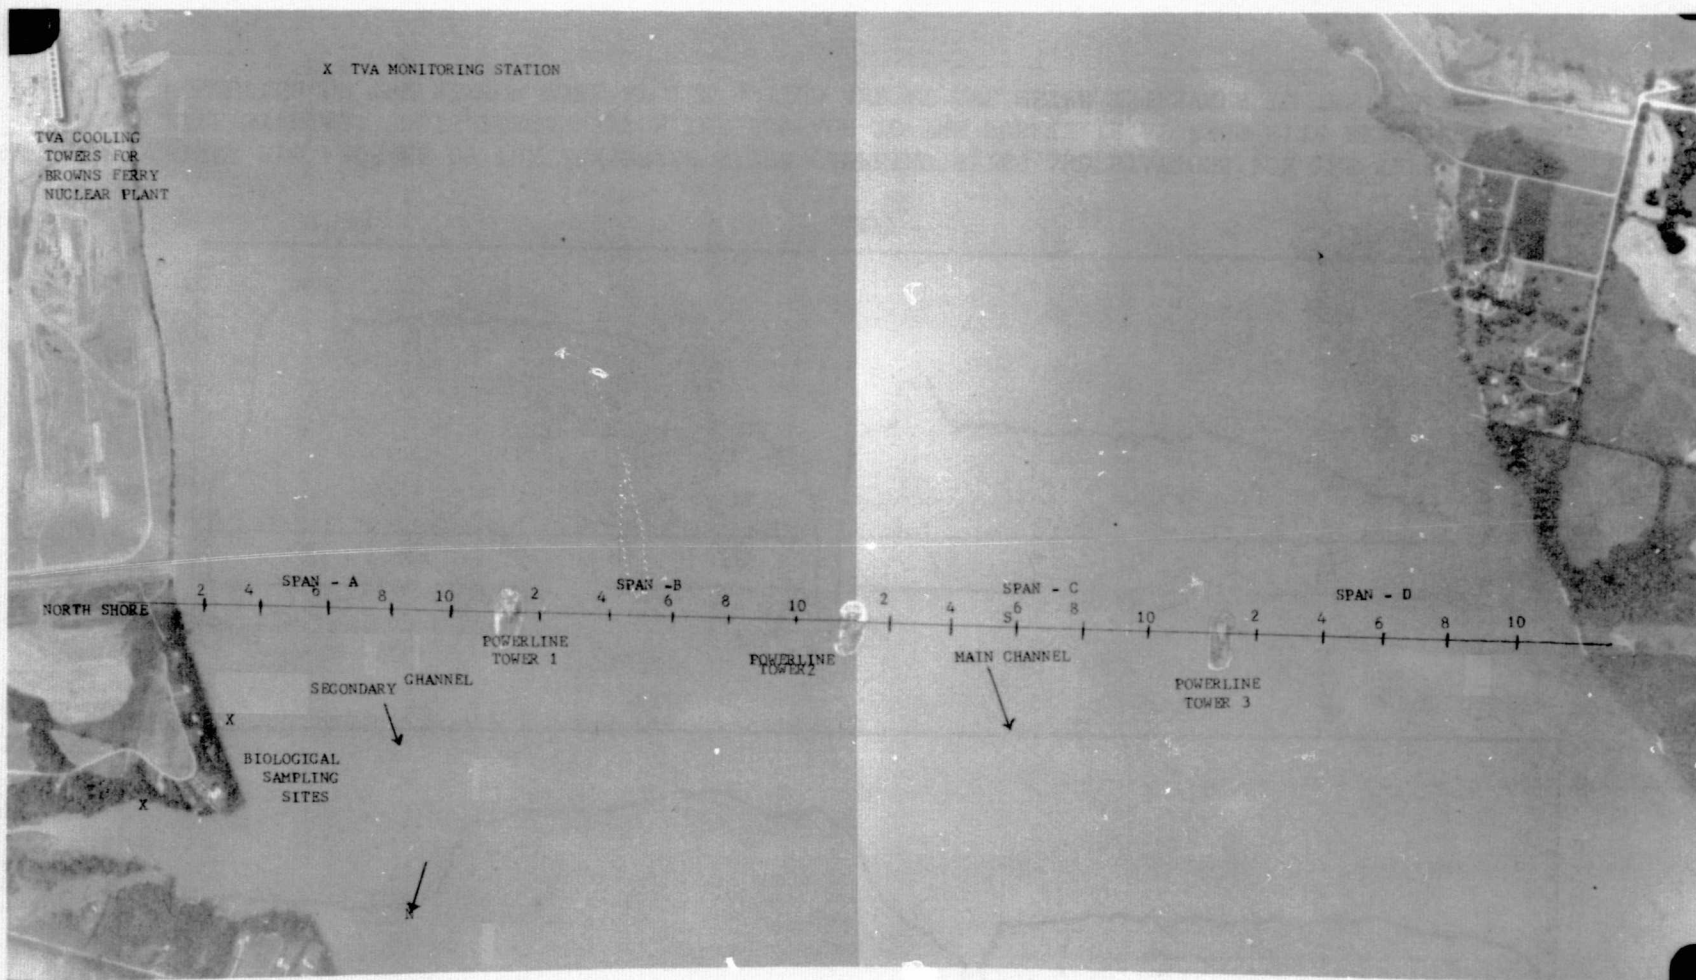 X TVA MONITORING STATION
TVA COOLING
TOWERS FOR
BROWNS FERRY
NUCLEAR PLANT
SPAN - A
SPAN -B
SPAN - C
SPAN - D
NORTH SHORE
2 4 6 8 10 2 4 6 8 10 2 4 6 8 10 2 4 6 8 10
S
POWERLINE
TOWER 1
POWERLINE
TOWER2
MAIN CHANNEL
POWERLINE
TOWER 3
SECONDARY CHANNEL
X
BIOLOGICAL
SAMPLING
SITES
X
N